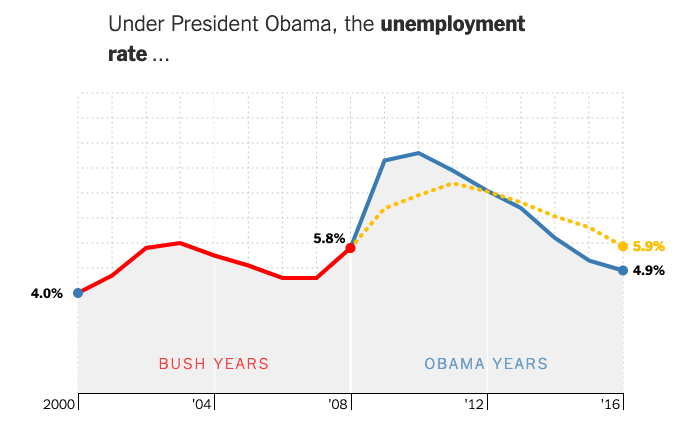 Under President Obama, the unemployment
rate ...
5.8%
5.9%
4.9%
4.0%
BUSH YEARS
OBAMA YEARS
2000
'04
'08
'12
'16